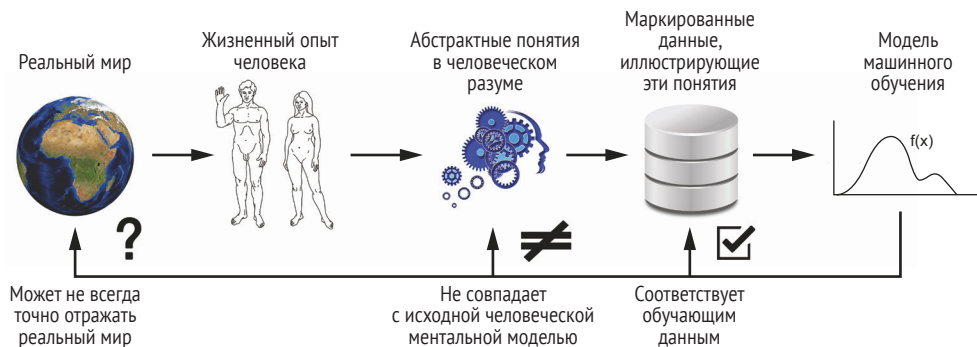 Реальный мир
Жизненный опыт
человека
Абстрактные понятия
в человеческом
разуме
Маркированные
данные,
иллюстрирующие
эти понятия
Модель
машинного
обучения
f(x)
?
≠
Может не всегда
точно отражать
реальный мир
Не совпадает
с исходной человеческой
ментальной моделью
Соответствует
обучающим
данным